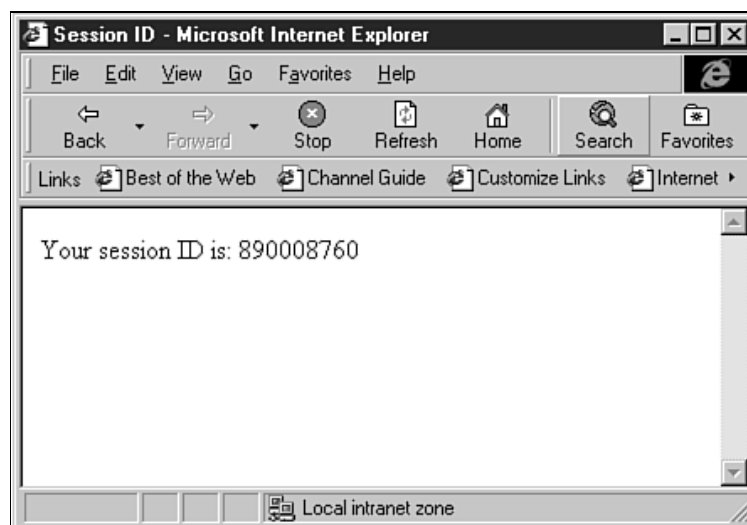 Session ID - Microsoft Internet Explorer
File Edit View Go Favorites Help
Back Forward Stop Refresh Home Search Favorites
Links Best of the Web Channel Guide Customize Links Internet
Your session ID is: 890008760
Local intranet zone